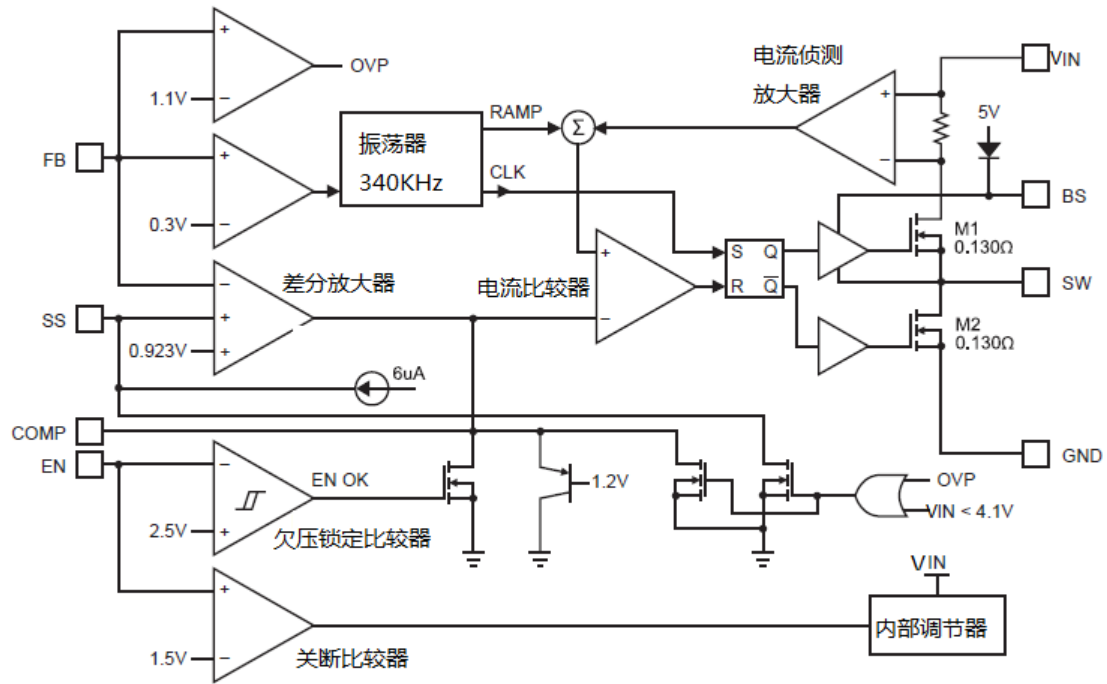 OVP
1.1V
FB
0.3V
振荡器
340KHz
RAMP
CLK
Σ
电流侦测
放大器
VIN
5V
BS
M1
0.130Ω
SW
M2
0.130Ω
GND
S Q
R Q̅
电流比较器
差分放大器
SS
0.923V
6uA
COMP
EN
EN OK
2.5V
欠压锁定比较器
1.2V
OVP
VIN < 4.1V
1.5V
关断比较器
VIN
内部调节器